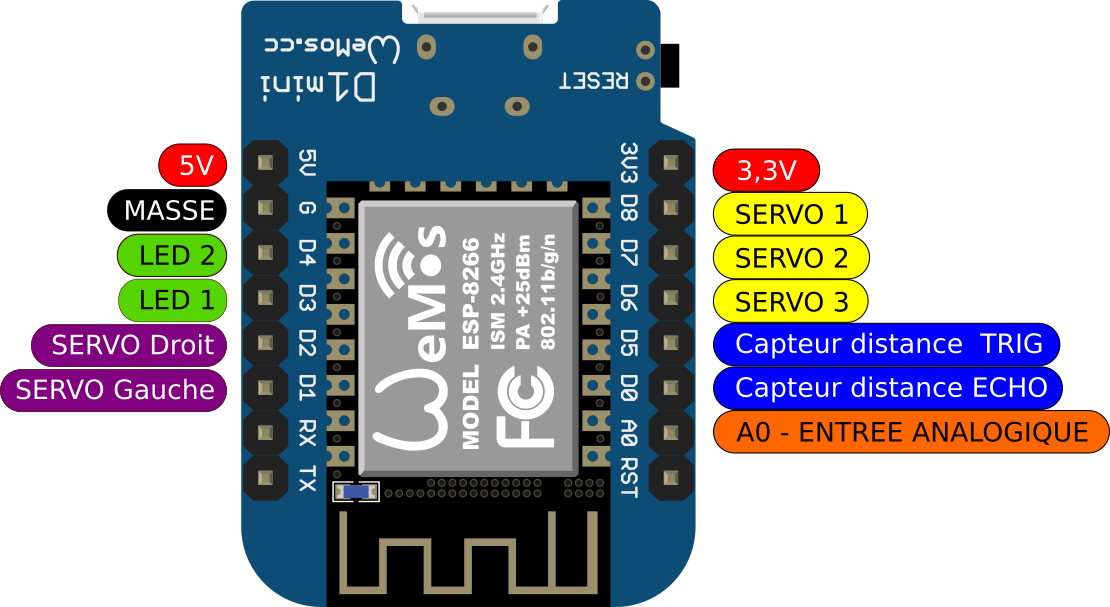 WeMos.cc
D1mini
RESET
5V
MASSE
LED 2
LED 1
SERVO Droit
SERVO Gauche
5V
G
D4
D3
D2
D1
RX
TX
WeMos
MODEL ESP-8266
ISM 2.4GHz
PA +25dBm
802.11b/g/n
FC
3V3
D8
D7
D6
D5
D0
A0
RST
3,3V
SERVO 1
SERVO 2
SERVO 3
Capteur distance TRIG
Capteur distance ECHO
A0 - ENTREE ANALOGIQUE